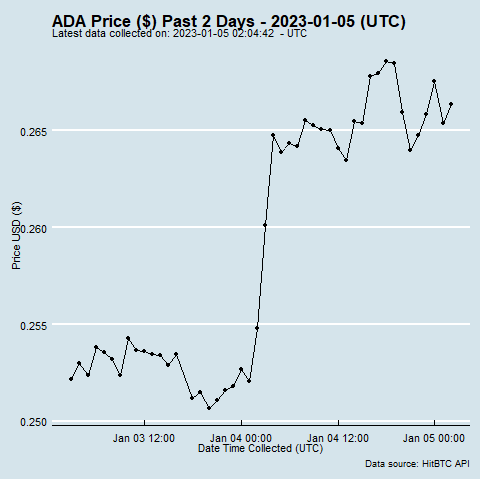 ADA Price ($) Past 2 Days - 2023-01-05 (UTC)
Latest data collected on: 2023-01-05 02:04:42 - UTC
Price USD ($)
0.265
0.260
0.255
0.250
Jan 03 12:00 Jan 04 00:00 Jan 04 12:00 Jan 05 00:00
Date Time Collected (UTC)
Data source: HitBTC API